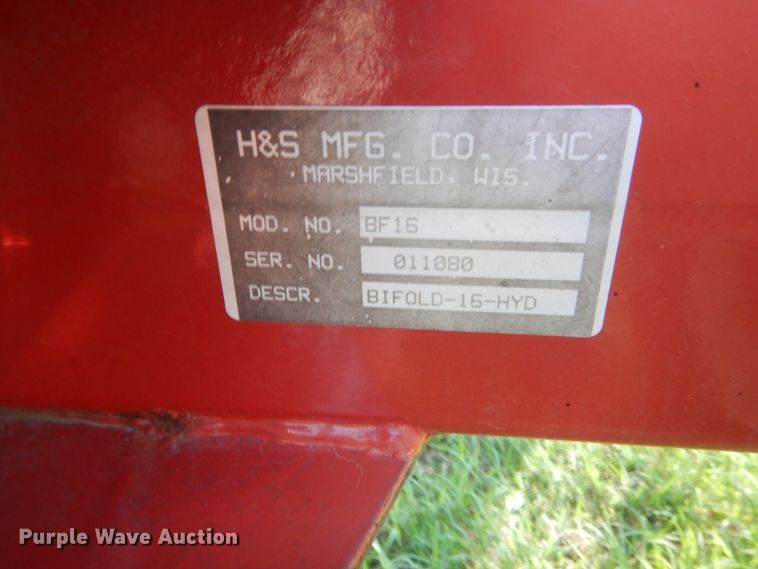 H&S MFG. CO. INC.
MARSHFIELD, WIS.
MOD. NO. BF16
SER. NO. 011080
DESCR. BIFOLD-16-HYD
Purple Wave Auction